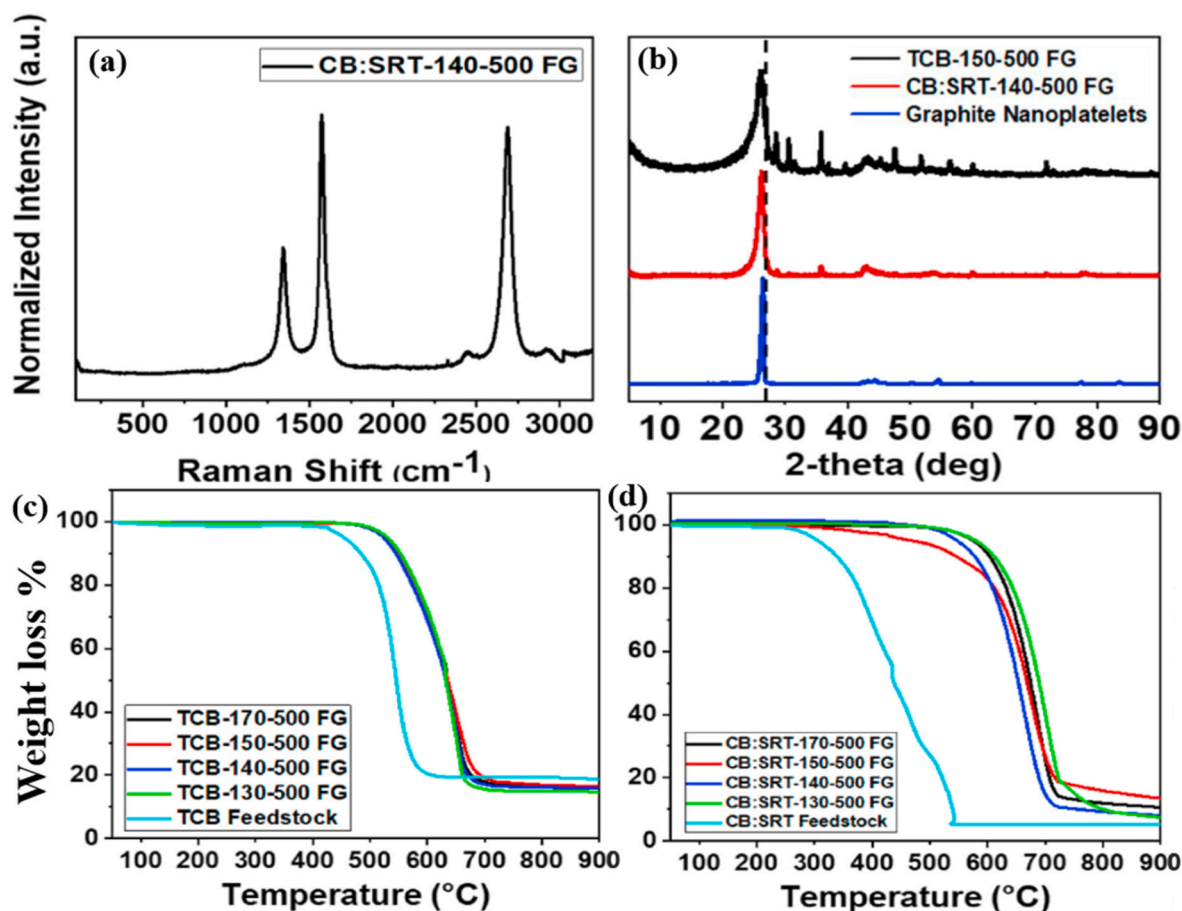 (a)
CB:SRT-140-500 FG
Normalized Intensity (a.u.)
500 1000 1500 2000 2500 3000
Raman Shift (cm-1)
(b)
TCB-150-500 FG
CB:SRT-140-500 FG
Graphite Nanoplatelets
10 20 30 40 50 60 70 80 90
2-theta (deg)
(c)
Weight loss %
100
80
60
40
20
0
TCB-170-500 FG
TCB-150-500 FG
TCB-140-500 FG
TCB-130-500 FG
TCB Feedstock
100 200 300 400 500 600 700 800 900
Temperature (°C)
(d)
100
80
60
40
20
0
CB:SRT-170-500 FG
CB:SRT-150-500 FG
CB:SRT-140-500 FG
CB:SRT-130-500 FG
CB:SRT Feedstock
100 200 300 400 500 600 700 800 900
Temperature (°C)